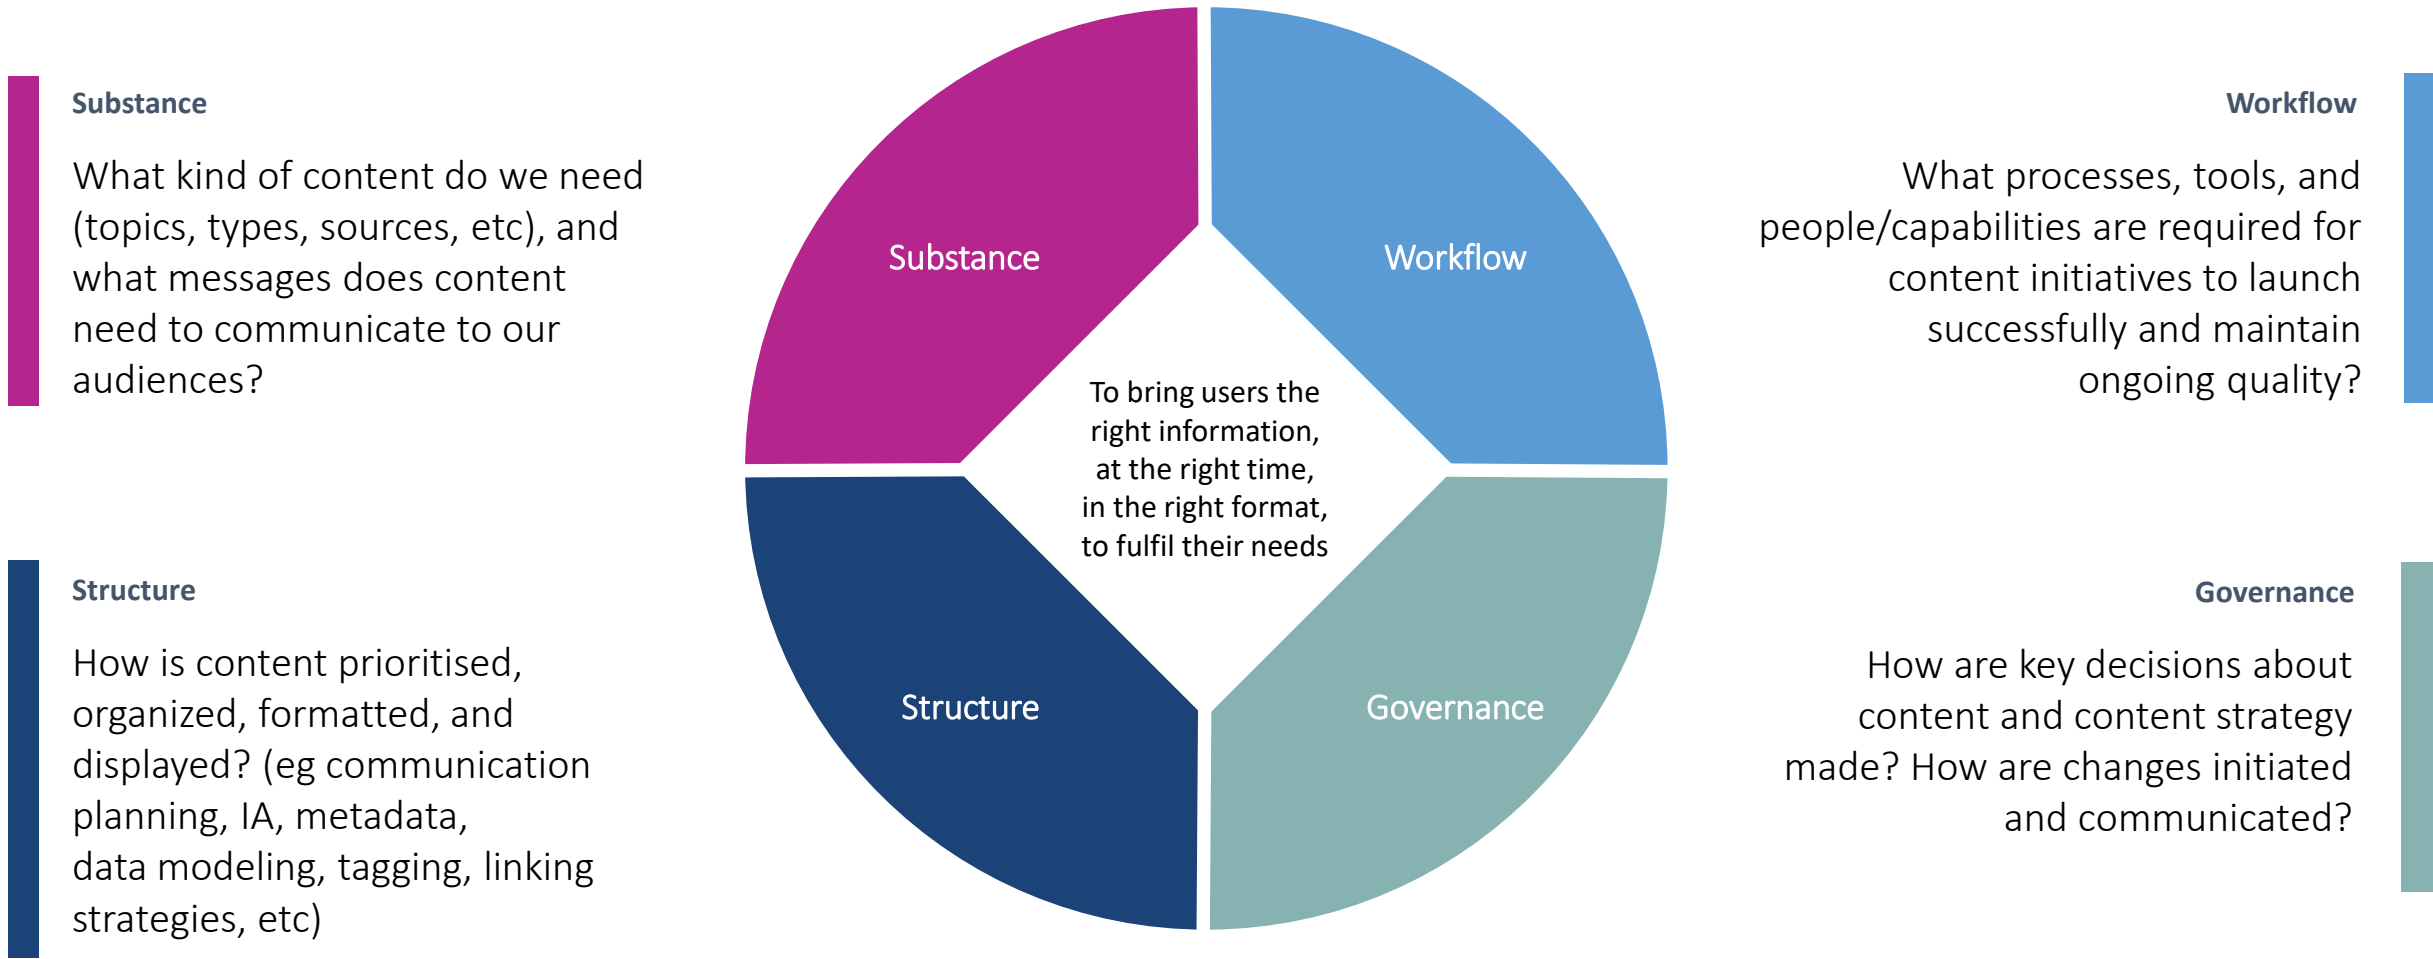 Substance
What kind of content do we need
(topics, types, sources, etc), and
what messages does content
need to communicate to our
audiences?
Structure
How is content prioritised,
organized, formatted, and
displayed? (eg communication
planning, IA, metadata,
data modeling, tagging, linking
strategies, etc)
Substance
Workflow
To bring users the
right information,
at the right time,
in the right format,
to fulfil their needs
Structure
Governance
Workflow
What processes, tools, and
people/capabilities are required for
content initiatives to launch
successfully and maintain
ongoing quality?
Governance
How are key decisions about
content and content strategy
made? How are changes initiated
and communicated?